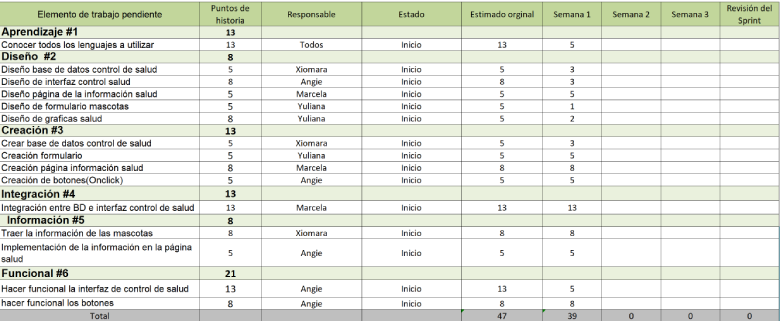 Elemento de trabajo pendiente Puntos de historia Responsable Estado Estimado orginal Semana 1 Semana 2 Semana 3 Revisión del Sprint
Aprendizaje #1 13
Conocer todos los lenguajes a utilizar 13 Todos Inicio 13 5
Diseño #2 8
Diseño base de datos control de salud 5 Xiomara Inicio 5 3
Diseño de interfaz control salud 8 Angie Inicio 8 3
Diseño página de la información salud 5 Marcela Inicio 5 5
Diseño de formulario mascotas 5 Yuliana Inicio 5 1
Diseño de graficas salud 8 Yuliana Inicio 5 2
Creación #3 13
Crear base de datos control de salud 5 Xiomara Inicio 5 3
Creación formulario 5 Yuliana Inicio 5 5
Creación página información salud 8 Marcela Inicio 8 8
Creación de botones(Onclick) 5 Angie Inicio 5 5
Integración #4 13
Integración entre BD e interfaz control de salud 13 Marcela Inicio 13 13
Información #5 8
Traer la información de las mascotas 8 Xiomara Inicio 8 8
Implementación de la información en la página salud 5 Angie Inicio 5 5
Funcional #6 21
Hacer funcional la interfaz de control de salud 13 Angie Inicio 13 5
hacer funcional los botones 8 Angie Inicio 8 8
Total 47 39 0 0 0